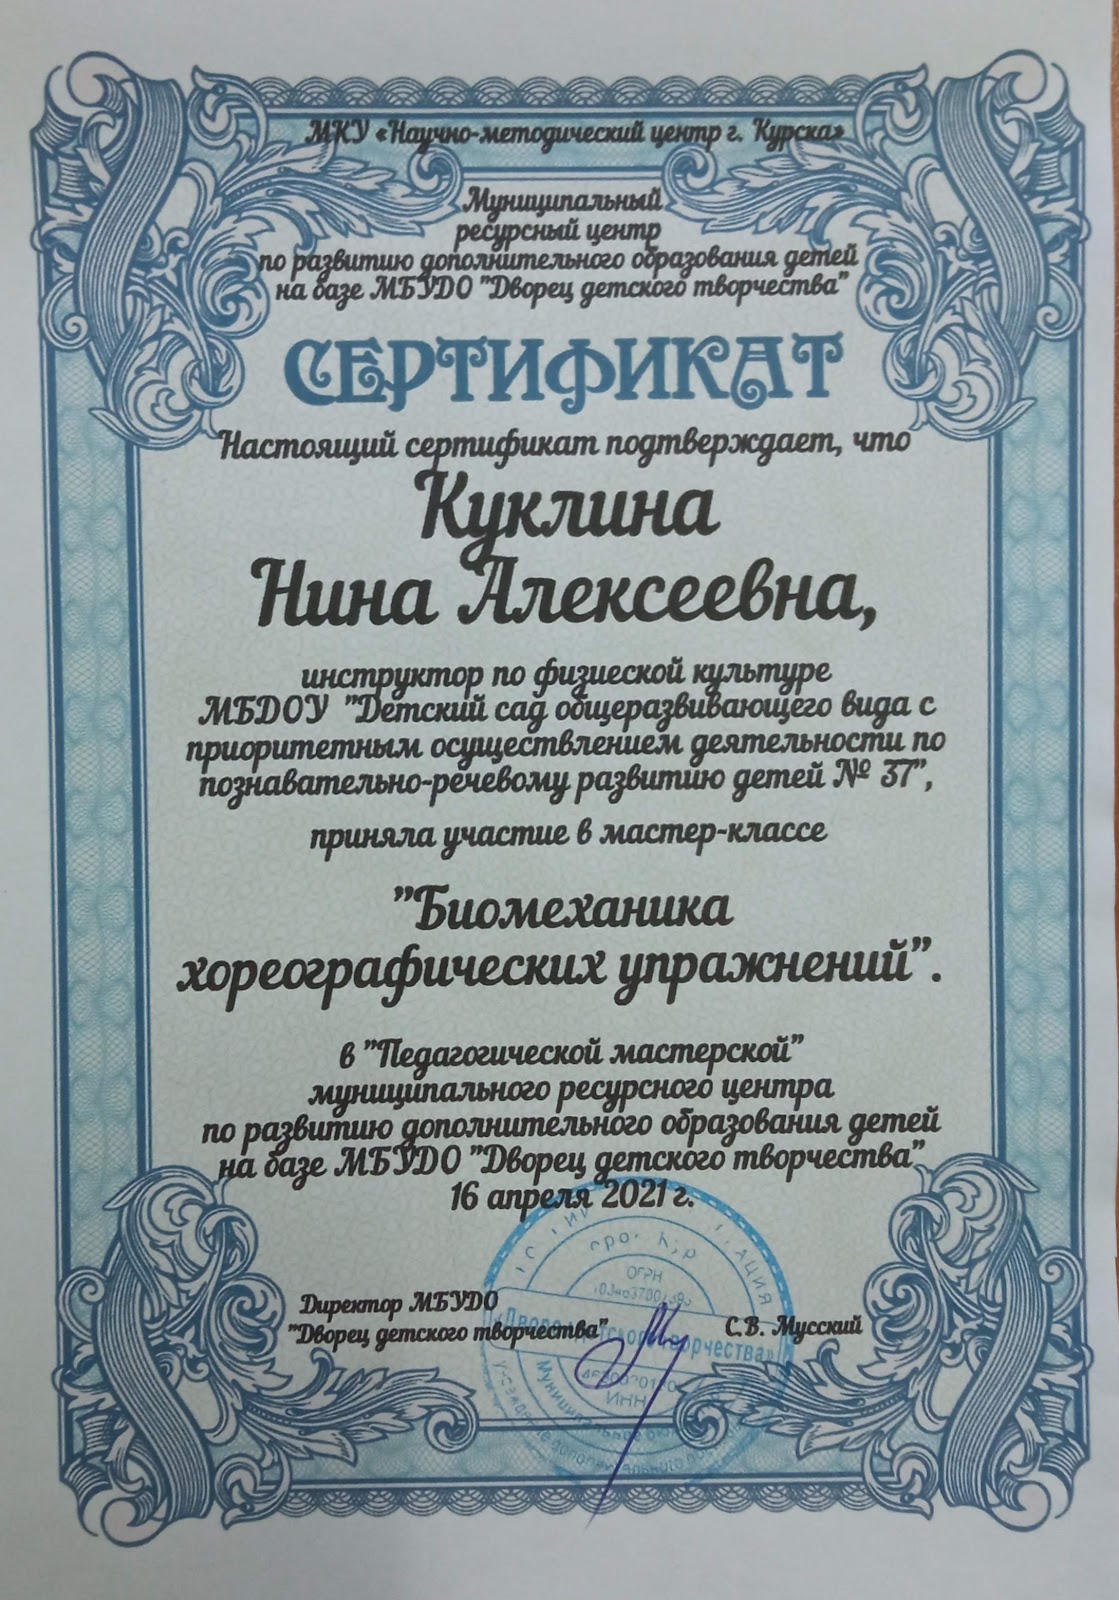 МКУ «Научно-методический центр г. Курска»
Муниципальный
ресурсный центр
по развитию дополнительного образования детей
на базе МБУДО "Дворец детского творчества"
СЕРТИФИКАТ
Настоящий сертификат подтверждает, что
Куклина
Нина Алексеевна,
инструктор по физиеской культуре
МБДОУ "Детский сад общеразвивающего вида с
приоритетным осуществлением деятельности по
познавательно-речевому развитию детей № 37",
приняла участие в мастер-классе
"Биомеханика
хореографических упражнений".
в "Педагогической мастерской"
муниципального ресурсного центра
по развитию дополнительного образования детей
на базе МБУДО "Дворец детского творчества"
16 апреля 2021 г.
Директор МБУДО
"Дворец детского творчества"
С.В. Мусский
ОГРН
ИНН